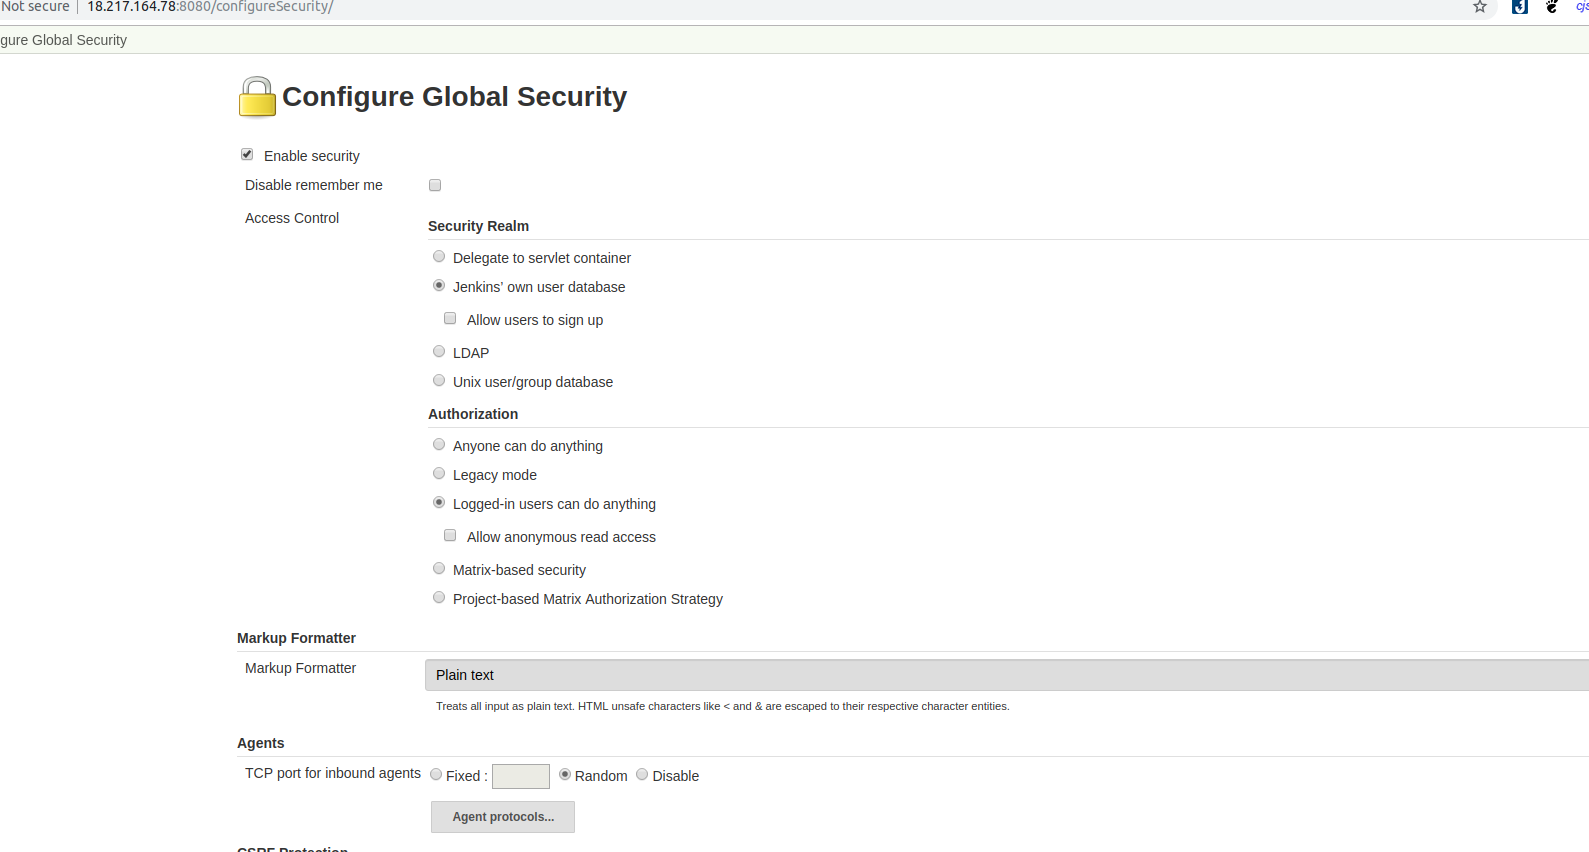 Not secure | 18.217.164.78:8080/configureSecurity/
gure Global Security
Configure Global Security
Enable security
Disable remember me
Access Control
Security Realm
Delegate to servlet container
Jenkins’ own user database
Allow users to sign up
LDAP
Unix user/group database
Authorization
Anyone can do anything
Legacy mode
Logged-in users can do anything
Allow anonymous read access
Matrix-based security
Project-based Matrix Authorization Strategy
Markup Formatter
Markup Formatter Plain text
Treats all input as plain text. HTML unsafe characters like < and & are escaped to their respective character entities.
Agents
TCP port for inbound agents Fixed : Random Disable
Agent protocols...
CSRF Protection